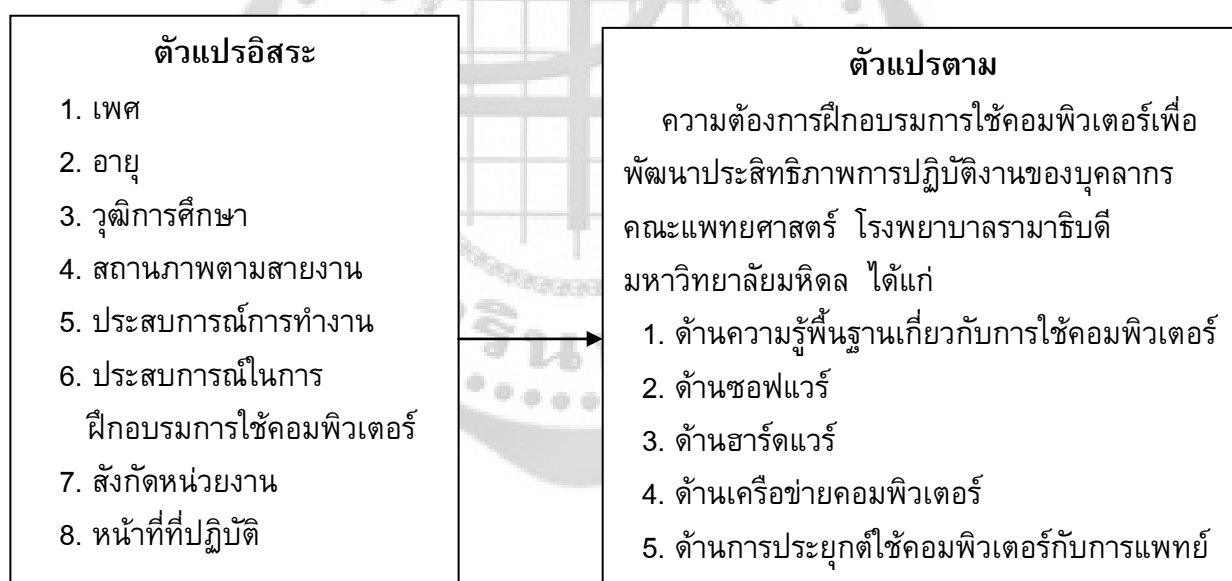 ตัวแปรอิสระ
1. เพศ
2. อายุ
3. วุฒิการศึกษา
4. สถานภาพตามสายงาน
5. ประสบการณ์การทำงาน
6. ประสบการณ์ในการ
ฝึกอบรมการใช้คอมพิวเตอร์
7. สังกัดหน่วยงาน
8. หน้าที่ที่ปฏิบัติ
ตัวแปรตาม
ความต้องการฝึกอบรมการใช้คอมพิวเตอร์เพื่อ
พัฒนาประสิทธิภาพการปฏิบัติงานของบุคลากร
คณะแพทยศาสตร์ โรงพยาบาลรามาธิบดี
มหาวิทยาลัยมหิดล ได้แก่
1. ด้านความรู้พื้นฐานเกี่ยวกับการใช้คอมพิวเตอร์
2. ด้านซอฟแวร์
3. ด้านฮาร์ดแวร์
4. ด้านเครือข่ายคอมพิวเตอร์
5. ด้านการประยุกต์ใช้คอมพิวเตอร์กับการแพทย์